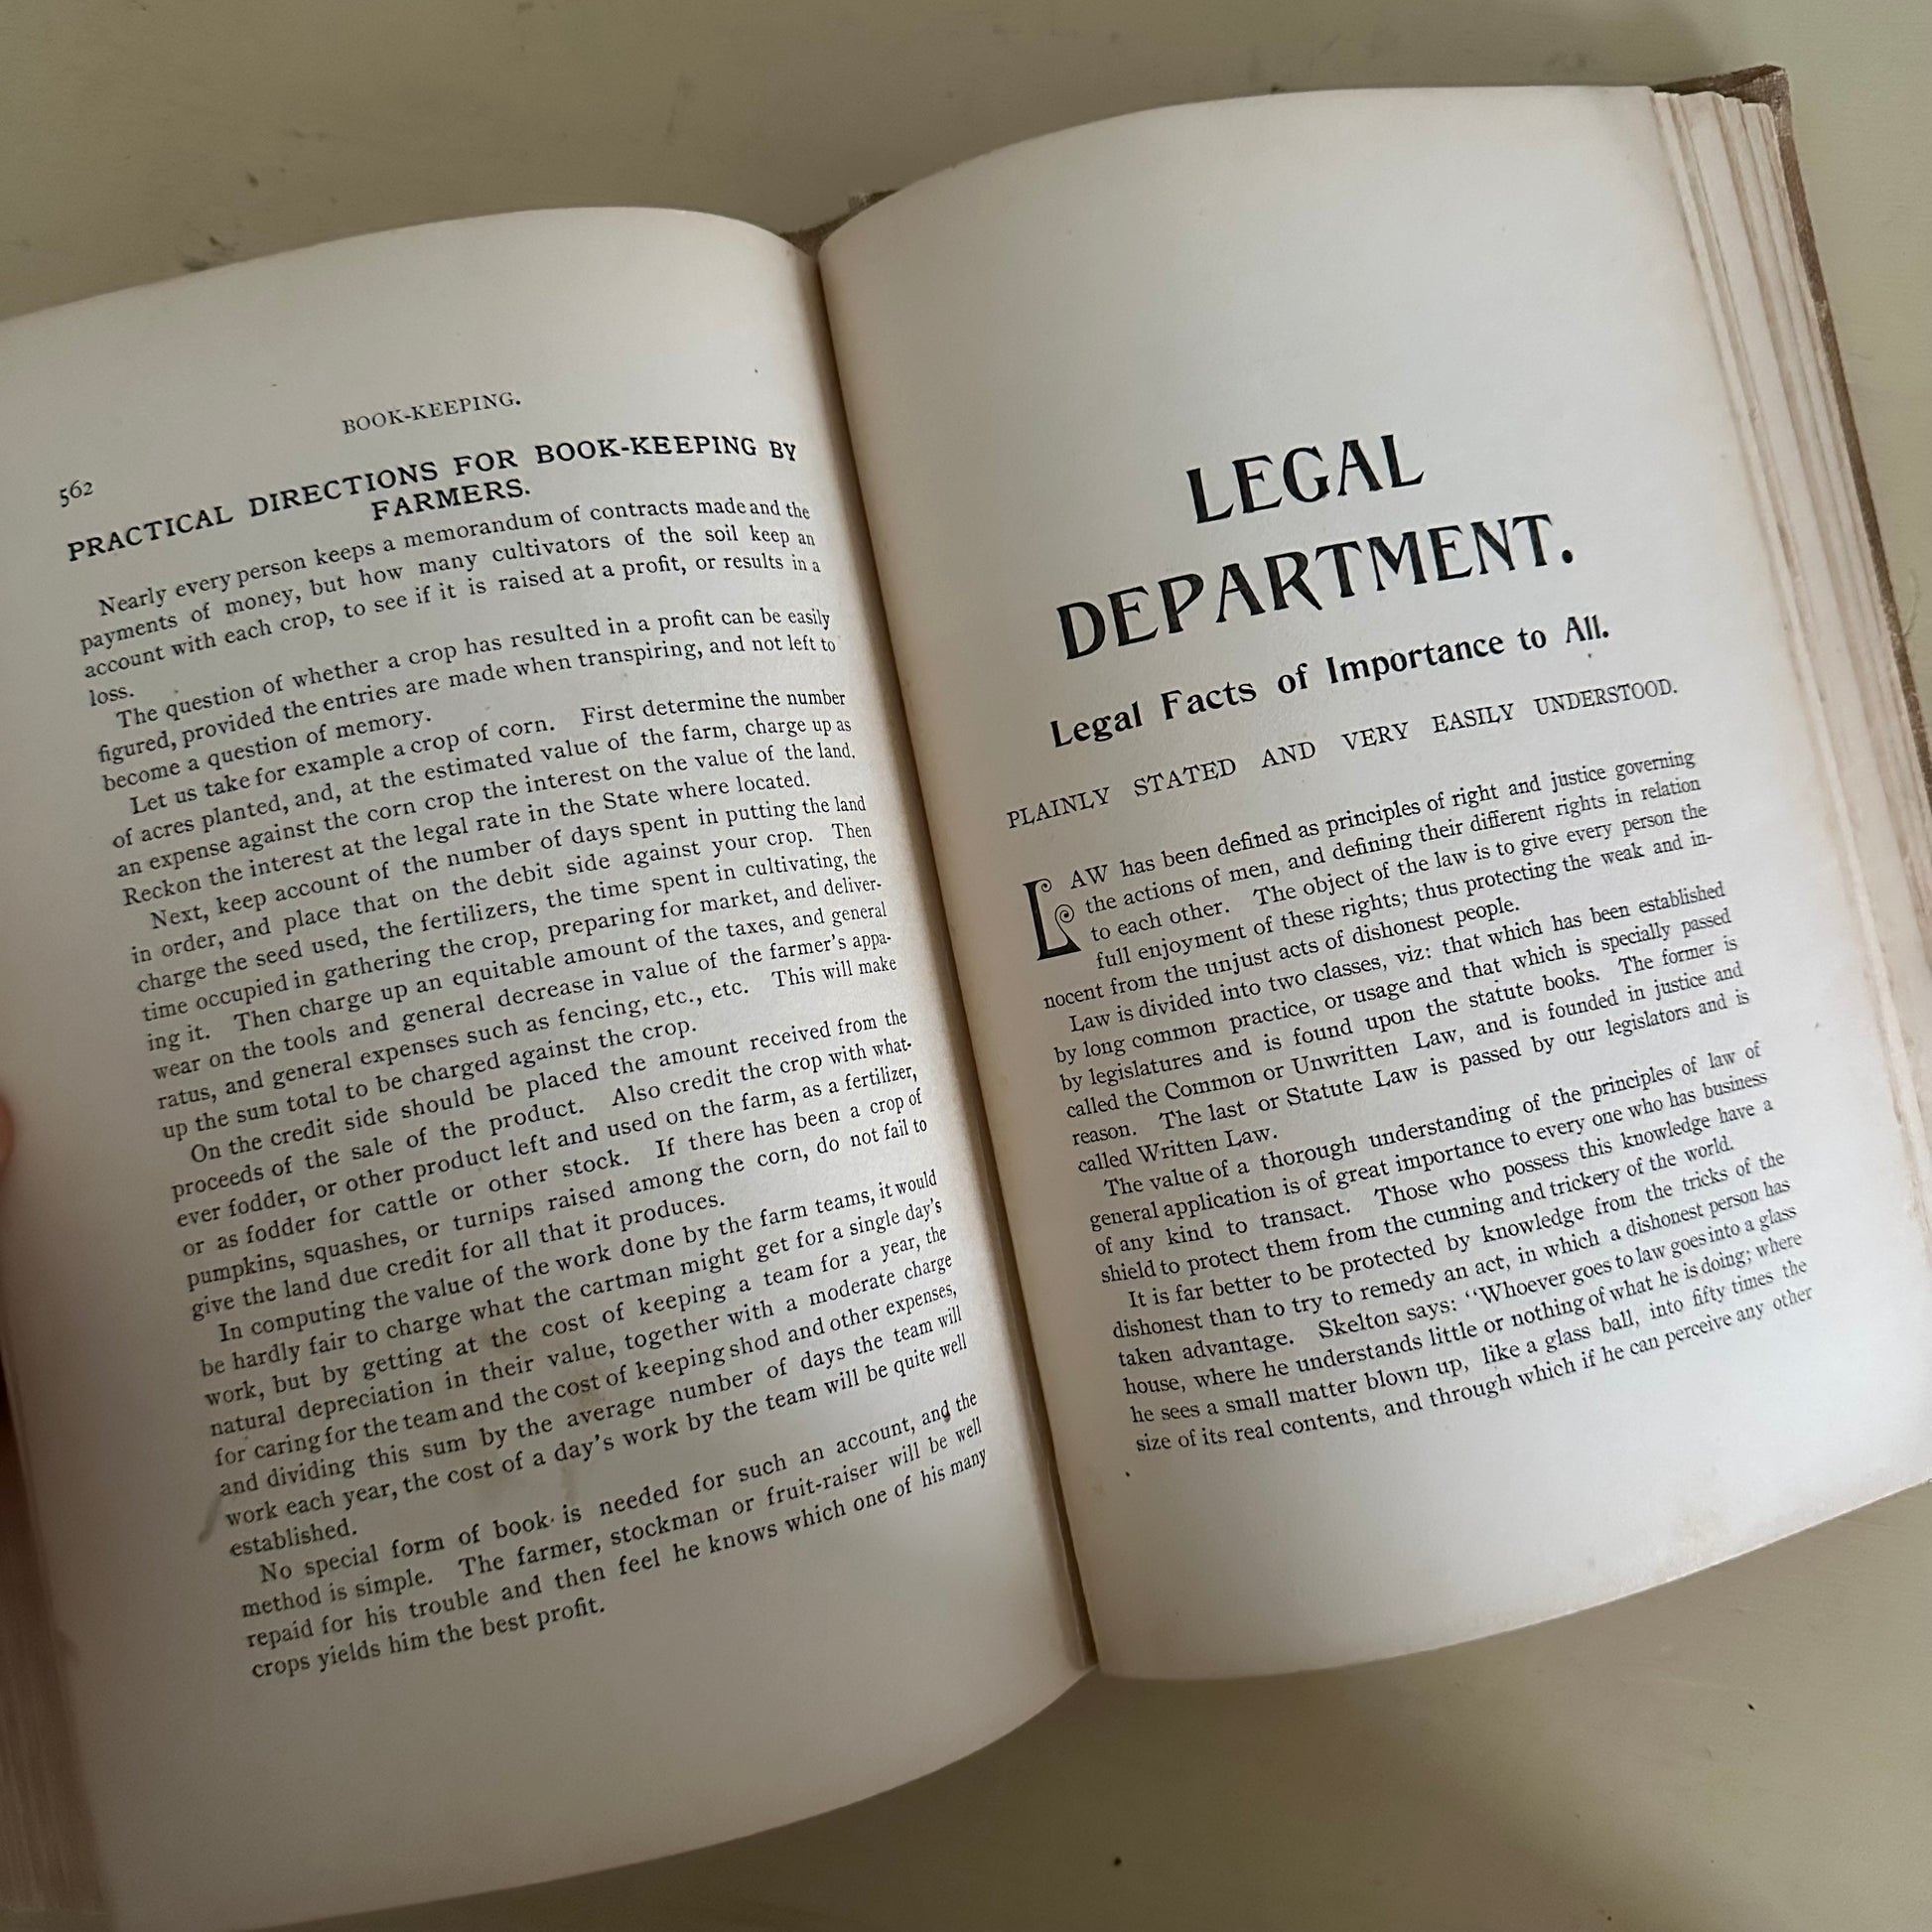 562
BOOK-KEEPING.
PRACTICAL DIRECTIONS FOR BOOK-KEEPING BY
FARMERS.
Nearly every person keeps a memorandum of contracts made and the
payments of money, but how many cultivators of the soil keep an
account with each crop, to see if it is raised at a profit, or results in a
loss.
The question of whether a crop has resulted in a profit can be easily
figured, provided the entries are made when transpiring, and not left to
become a question of memory.
Let us take for example a crop of corn. First determine the number
of acres planted, and, at the estimated value of the farm, charge up as
an expense against the corn crop the interest on the value of the land.
Reckon the interest at the legal rate in the State where located.
Next, keep account of the number of days spent in putting the land
in order, and place that on the debit side against your crop. Then
charge the seed used, the fertilizers, the time spent in cultivating, the
time occupied in gathering the crop, preparing for market, and deliver-
ing it. Then charge up an equitable amount of the taxes, and general
wear on the tools and general decrease in value of the farmer's appa-
ratus, and general expenses such as fencing, etc., etc. This will make
up the sum total to be charged against the crop.
On the credit side should be placed the amount received from the
proceeds of the sale of the product. Also credit the crop with what-
ever fodder, or other product left and used on the farm, as a fertilizer,
or as fodder for cattle or other stock. If there has been a crop of
pumpkins, squashes, or turnips raised among the corn, do not fail to
give the land due credit for all that it produces.
In computing the value of the work done by the farm teams, it would
be hardly fair to charge what the cartman might get for a single day's
work, but by getting at the cost of keeping a team for a year, the
natural depreciation in their value, together with a moderate charge
for caring for the team and the cost of keeping shod and other expenses,
and dividing this sum by the average number of days the team will
work each year, the cost of a day's work by the team will be quite well
established.
No special form of book is needed for such an account, and the
method is simple. The farmer, stockman or fruit-raiser will be well
repaid for his trouble and then feel he knows which one of his many
crops yields him the best profit.
LEGAL
DEPARTMENT.
Legal Facts of Importance to All.
PLAINLY STATED AND VERY EASILY UNDERSTOOD.
LAW has been defined as principles of right and justice governing
the actions of men, and defining their different rights in relation
to each other. The object of the law is to give every person the
full enjoyment of these rights; thus protecting the weak and in-
nocent from the unjust acts of dishonest people.
Law is divided into two classes, viz: that which has been established
by long common practice, or usage and that which is specially passed
by legislatures and is found upon the statute books. The former is
called the Common or Unwritten Law, and is founded in justice and
reason. The last or Statute Law is passed by our legislators and is
called Written Law.
The value of a thorough understanding of the principles of law of
general application is of great importance to every one who has business
of any kind to transact. Those who possess this knowledge have a
shield to protect them from the cunning and trickery of the world.
It is far better to be protected by knowledge from the tricks of the
dishonest than to try to remedy an act, in which a dishonest person has
taken advantage. Skelton says: "Whoever goes to law goes into a glass
house, where he understands little or nothing of what he is doing; where
he sees a small matter blown up, like a glass ball, into fifty times the
size of its real contents, and through which if he can perceive any other